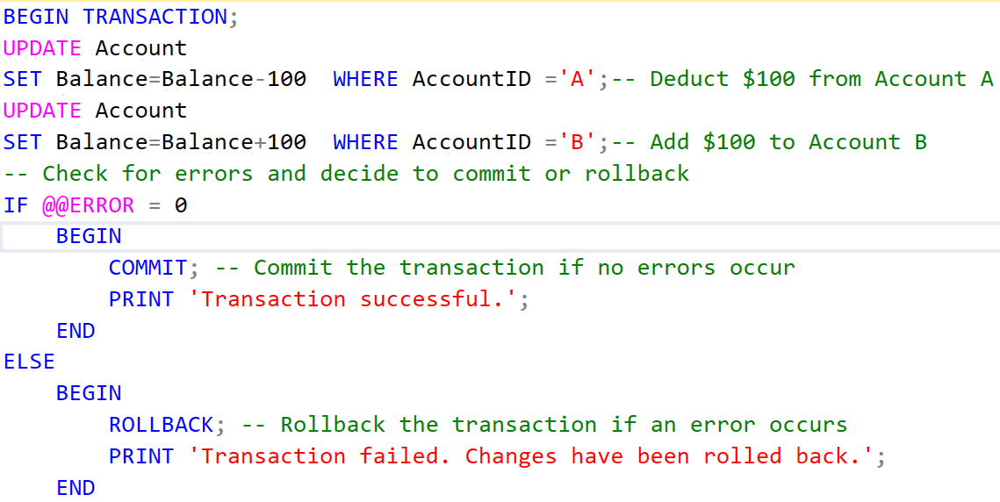 BEGIN TRANSACTION;
UPDATE Account
SET Balance=Balance-100  WHERE AccountID ='A';-- Deduct $100 from Account A
UPDATE Account
SET Balance=Balance+100  WHERE AccountID ='B';-- Add $100 to Account B
-- Check for errors and decide to commit or rollback
IF @@ERROR = 0
    BEGIN
        COMMIT; -- Commit the transaction if no errors occur
        PRINT 'Transaction successful.';
    END
ELSE
    BEGIN
        ROLLBACK; -- Rollback the transaction if an error occurs
        PRINT 'Transaction failed. Changes have been rolled back.';
    END